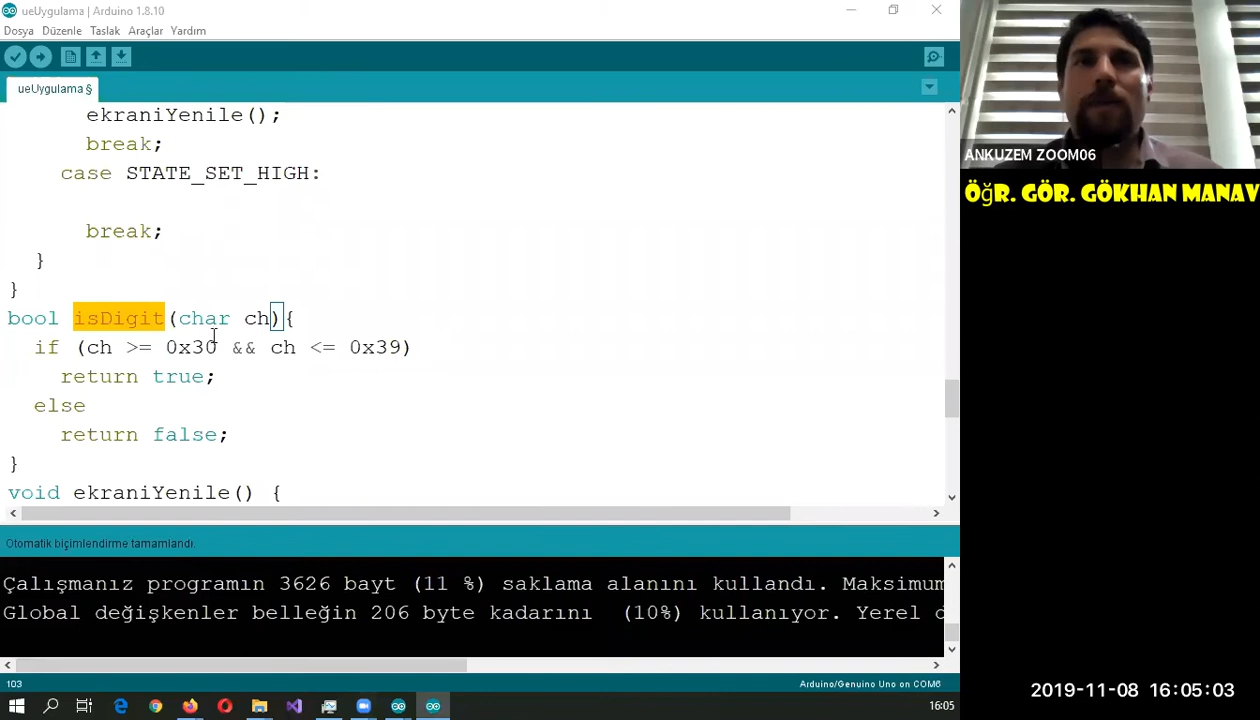 ueUygulama | Arduino 1.8.10
Dosya Düzenle Taslak Araçlar Yardım
ueUygulama §
ekraniYenile();
break;
case STATE_SET_HIGH:
break;
}
}
bool isDigit(char ch){
if (ch >= 0x30 && ch <= 0x39)
return true;
else
return false;
}
void ekraniYenile() {
Otomatik biçimlendirme tamamlandı.
Çalışmanız programın 3626 bayt (11 %) saklama alanını kullandı. Maksimum
Global değişkenler belleğin 206 byte kadarını (10%) kullanıyor. Yerel d
103
Arduino/Genuino Uno on COM6
16:05
ANKUZEM ZOOM06
ÖğR. GÖR. GÖKHAN MANAV
2019-11-08 16:05:03